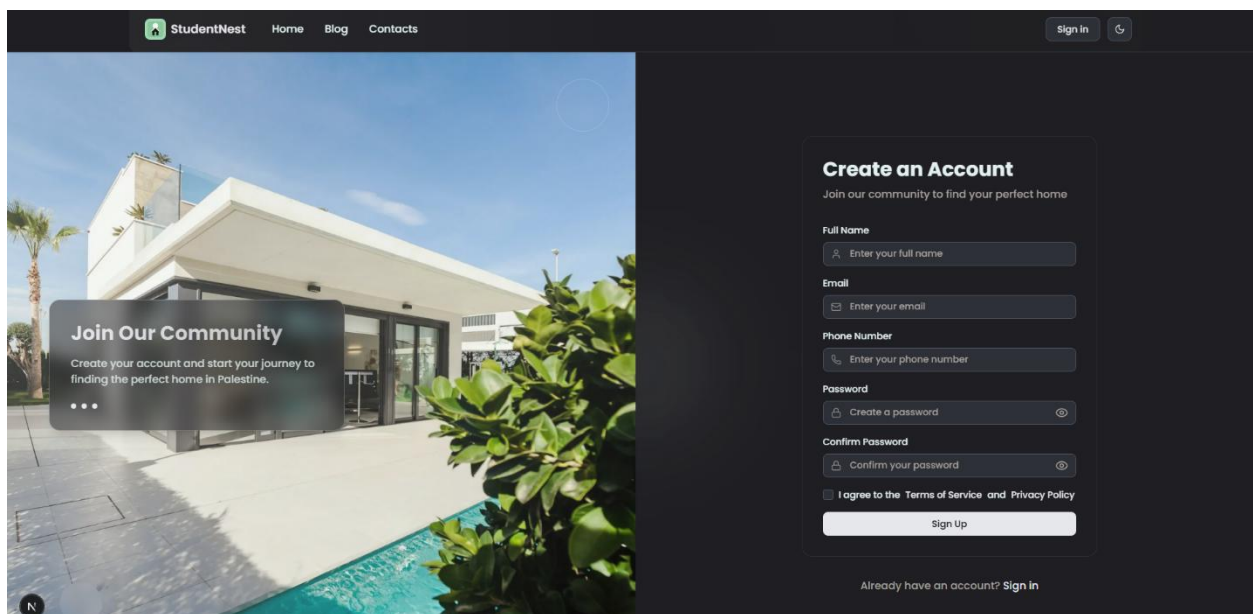 StudentNest
Home
Blog
Contacts
Sign in
Join Our Community
Create your account and start your journey to
finding the perfect home in Palestine.
N
Create an Account
Join our community to find your perfect home
Full Name
Enter your full name
Email
Enter your email
Phone Number
Enter your phone number
Password
Create a password
Confirm Password
Confirm your password
I agree to the Terms of Service and Privacy Policy
Sign Up
Already have an account? Sign in